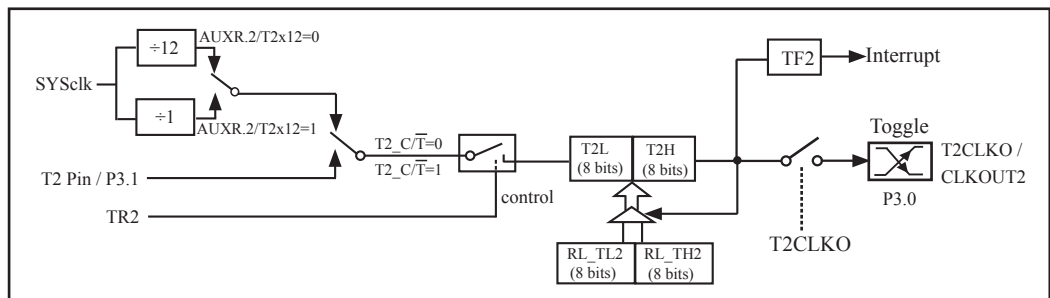 ÷12
AUXR.2/T2x12=0
SYSclk
÷1
AUXR.2/T2x12=1
T2 Pin / P3.1
T2_C/T̅=0
T2_C/T̅=1
TR2
control
T2L
(8 bits)
T2H
(8 bits)
RL_TL2
(8 bits)
RL_TH2
(8 bits)
TF2
Interrupt
Toggle
T2CLKO /
CLKOUT2
P3.0
T2CLKO